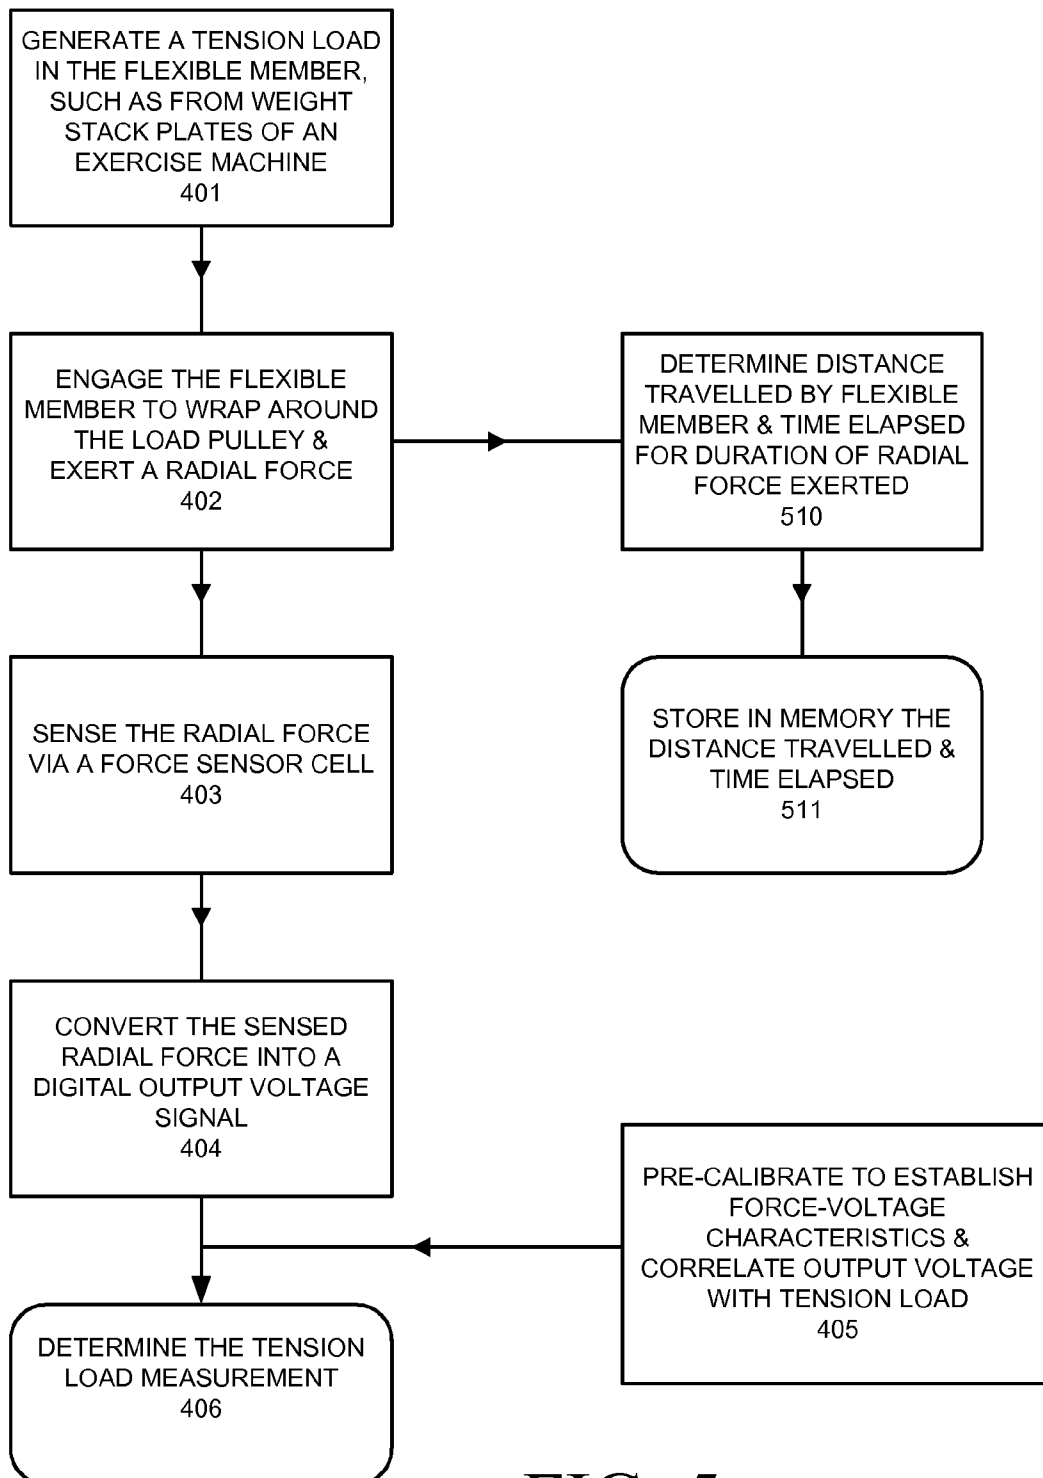 GENERATE A TENSION LOAD
IN THE FLEXIBLE MEMBER,
SUCH AS FROM WEIGHT
STACK PLATES OF AN
EXERCISE MACHINE
401
ENGAGE THE FLEXIBLE
MEMBER TO WRAP AROUND
THE LOAD PULLEY &
EXERT A RADIAL FORCE
402
DETERMINE DISTANCE
TRAVELLED BY FLEXIBLE
MEMBER & TIME ELAPSED
FOR DURATION OF RADIAL
FORCE EXERTED
510
SENSE THE RADIAL FORCE
VIA A FORCE SENSOR CELL
403
STORE IN MEMORY THE
DISTANCE TRAVELLED &
TIME ELAPSED
511
CONVERT THE SENSED
RADIAL FORCE INTO A
DIGITAL OUTPUT VOLTAGE
SIGNAL
404
PRE-CALIBRATE TO ESTABLISH
FORCE-VOLTAGE
CHARACTERISTICS &
CORRELATE OUTPUT VOLTAGE
WITH TENSION LOAD
405
DETERMINE THE TENSION
LOAD MEASUREMENT
406